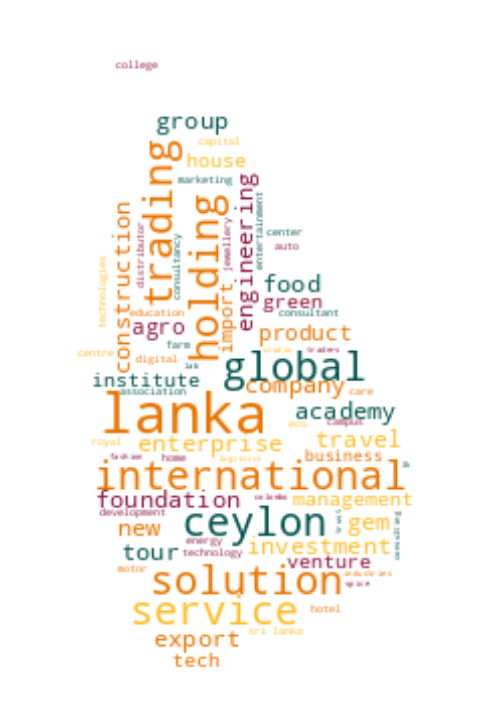 college
group
capital
trading
house
marketing
holding
engineering
construction
distributor
consultancy
jewellery
entertainment
center
auto
technologies
import
food
green
education
agro
consultant
product
farm
centre
digital
traders
lab
global
institute
company
association
care
lanka
academy
campus
eco
royal
enterprise
travel
fashion
home
logistics
business
international
foundation
colombo
management
development
new
ceylon
travel
gem
energy
tour
technology
investment
venture
motor
solution
industries
spice
service
hotel
sri lanka
export
tech